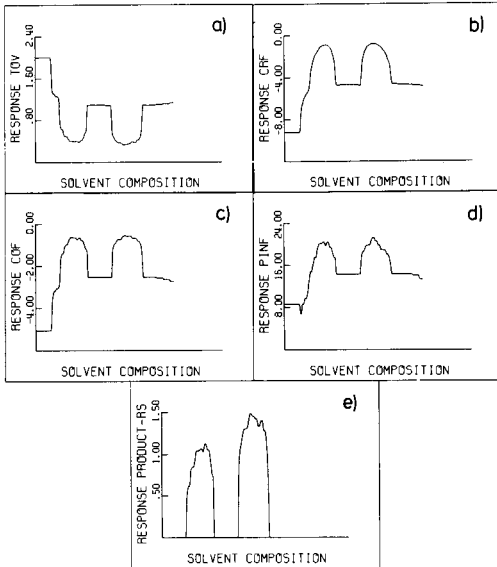 a)
2.40
1.60
.80
RESPONSE TOV
SOLVENT COMPOSITION
b)
0.00
-4.00
-8.00
RESPONSE CRF
SOLVENT COMPOSITION
c)
0.00
-2.00
-4.00
RESPONSE COF
SOLVENT COMPOSITION
d)
24.00
16.00
8.00
RESPONSE PINF
SOLVENT COMPOSITION
e)
1.50
1.00
.50
RESPONSE PRODUCT-RS
SOLVENT COMPOSITION